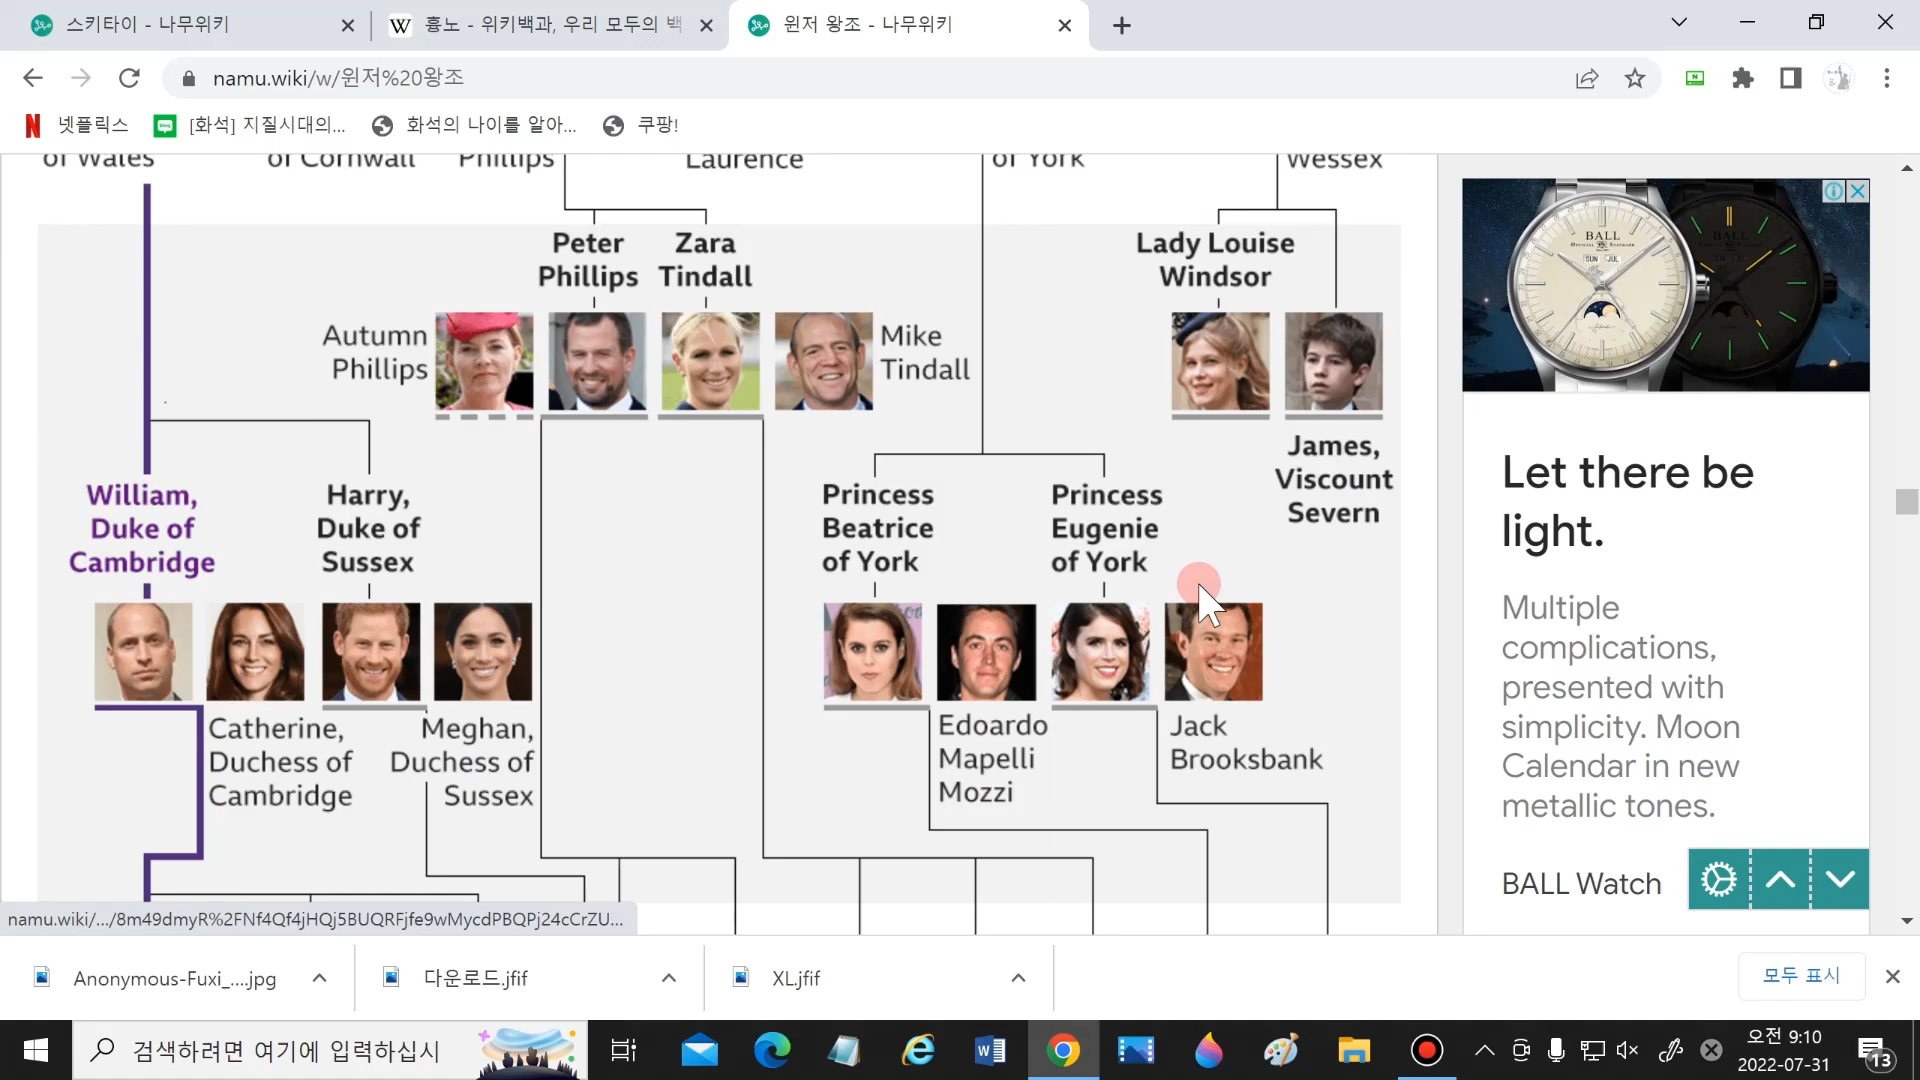 스키타이 - 나무위키
흉노 - 위키백과, 우리 모두의 백
윈저 왕조 - 나무위키
namu.wiki/w/윈저%20왕조
넷플릭스
[화석] 지질시대의...
화석의 나이를 알아...
쿠팡!
of Wales
of Cornwall
Phillips
Laurence
of York
Wessex
Peter
Phillips
Zara
Tindall
Lady Louise
Windsor
Autumn
Phillips
Mike
Tindall
James,
Viscount
Severn
William,
Duke of
Cambridge
Harry,
Duke of
Sussex
Princess
Beatrice
of York
Princess
Eugenie
of York
Catherine,
Duchess of
Cambridge
Meghan,
Duchess of
Sussex
Edoardo
Mapelli
Mozzi
Jack
Brooksbank
BALL
SUN JUL
Let there be
light.
Multiple
complications,
presented with
simplicity. Moon
Calendar in new
metallic tones.
BALL Watch
namu.wiki/.../8m49dmyR%2FNf4Qf4jHQj5BUQRFjfe9wMycdPBQPj24cCrZU...
Anonymous-Fuxi_....jpg
다운로드.jfif
XL.jfif
모두 표시
검색하려면 여기에 입력하십시
오전 9:10
2022-07-31
13